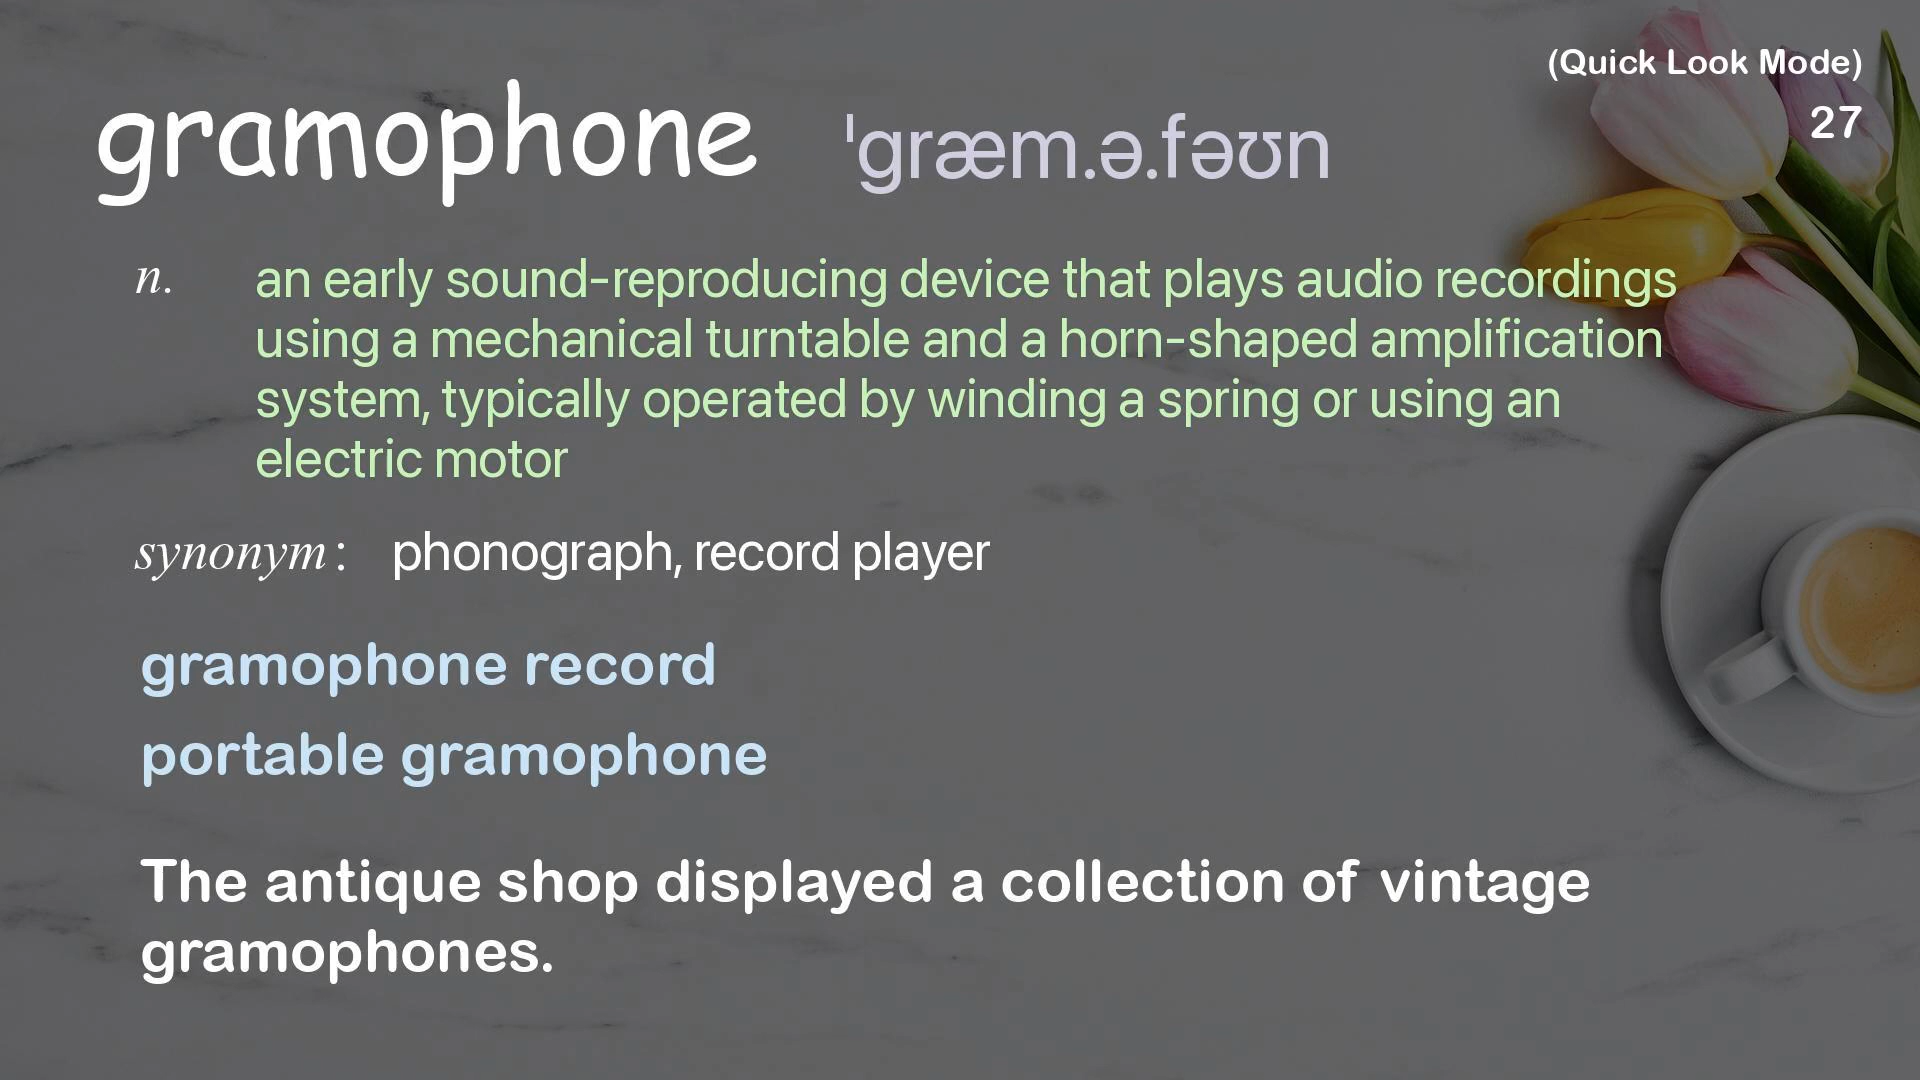 (Quick Look Mode)
27
gramophone ˈɡræm.ə.fəʊn
n. an early sound-reproducing device that plays audio recordings
using a mechanical turntable and a horn-shaped amplification
system, typically operated by winding a spring or using an
electric motor
synonym: phonograph, record player
gramophone record
portable gramophone
The antique shop displayed a collection of vintage
gramophones.